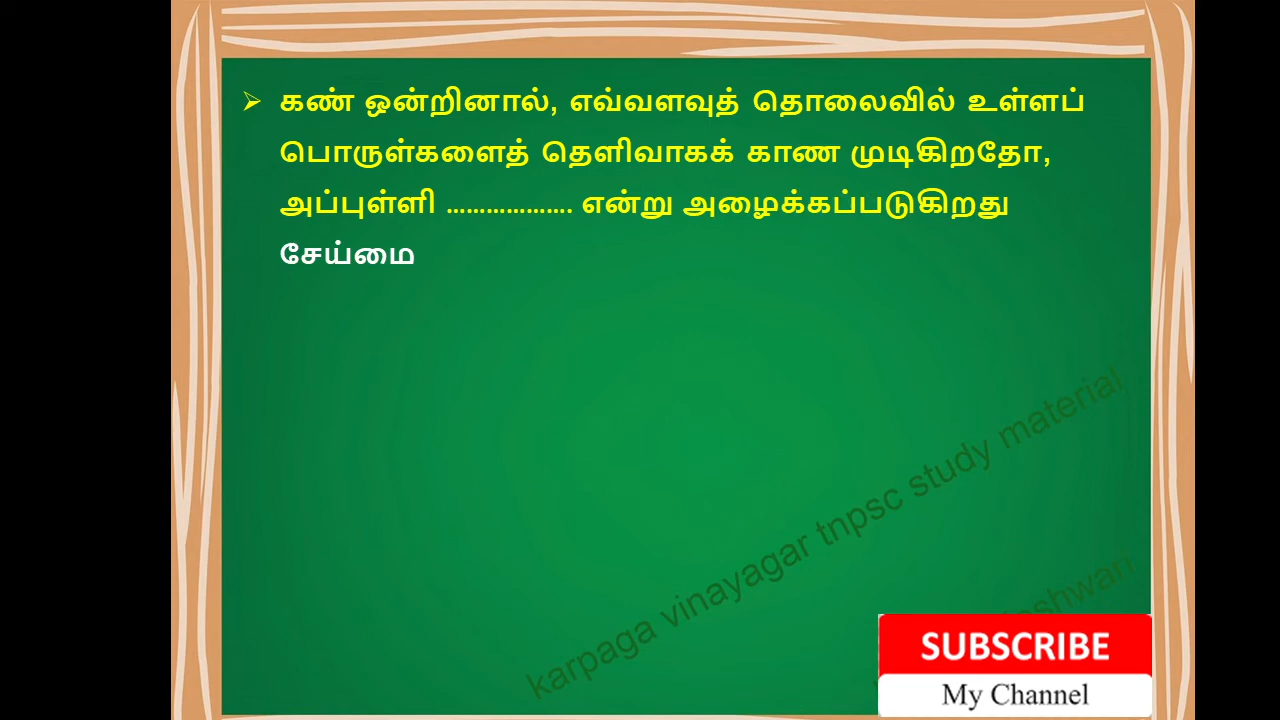 ➢ கண் ஒன்றினால், எவ்வளவுத் தொலைவில் உள்ளப்
பொருள்களைத் தெளிவாகக் காண முடிகிறதோ,
அப்புள்ளி ………………. என்று அழைக்கப்படுகிறது
சேய்மை
karpaga vinayagar tnpsc study material
SUBSCRIBE
My Channel